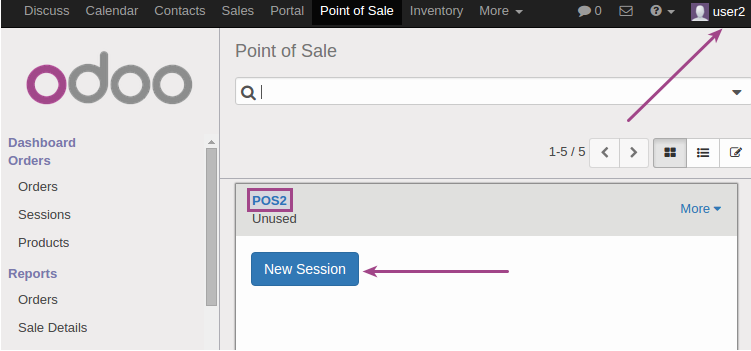 Discuss Calendar Contacts Sales Portal Point of Sale Inventory More 0 user2
odoo
Point of Sale
Dashboard
Orders
Orders
Sessions
Products
Reports
Orders
Sale Details
1-5 / 5
POS2
Unused
More
New Session